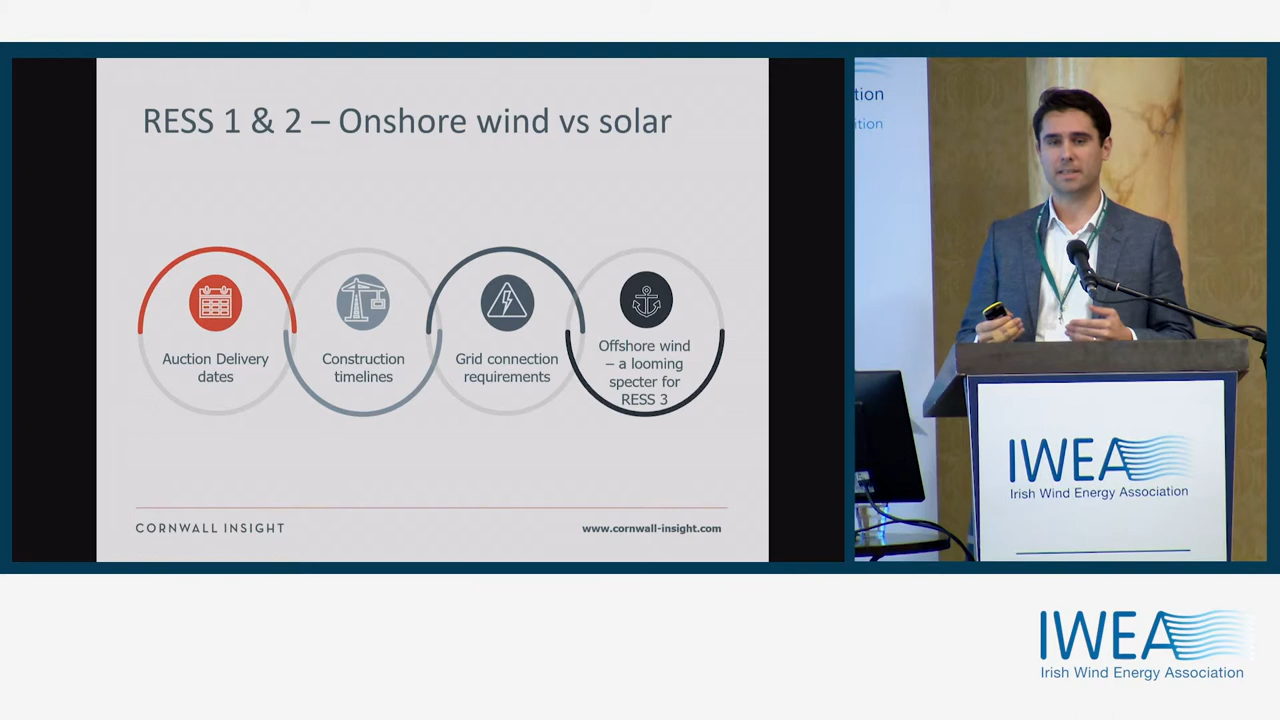 RESS 1 & 2 – Onshore wind vs solar
Auction Delivery
dates
Construction
timelines
Grid connection
requirements
Offshore wind
– a looming
specter for
RESS 3
CORNWALL INSIGHT
www.cornwall-insight.com
tion
ition
IWEA
Irish Wind Energy Association
IWEA
Irish Wind Energy Association